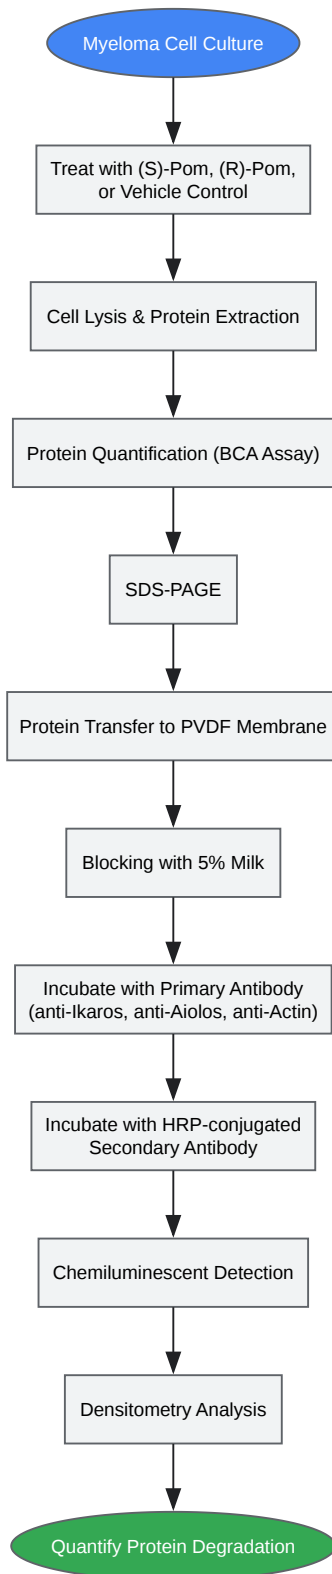 Myeloma Cell Culture
Treat with (S)-Pom, (R)-Pom,
or Vehicle Control
Cell Lysis & Protein Extraction
Protein Quantification (BCA Assay)
SDS-PAGE
Protein Transfer to PVDF Membrane
Blocking with 5% Milk
Incubate with Primary Antibody
(anti-Ikaros, anti-Aiolos, anti-Actin)
Incubate with HRP-conjugated
Secondary Antibody
Chemiluminescent Detection
Densitometry Analysis
Quantify Protein Degradation